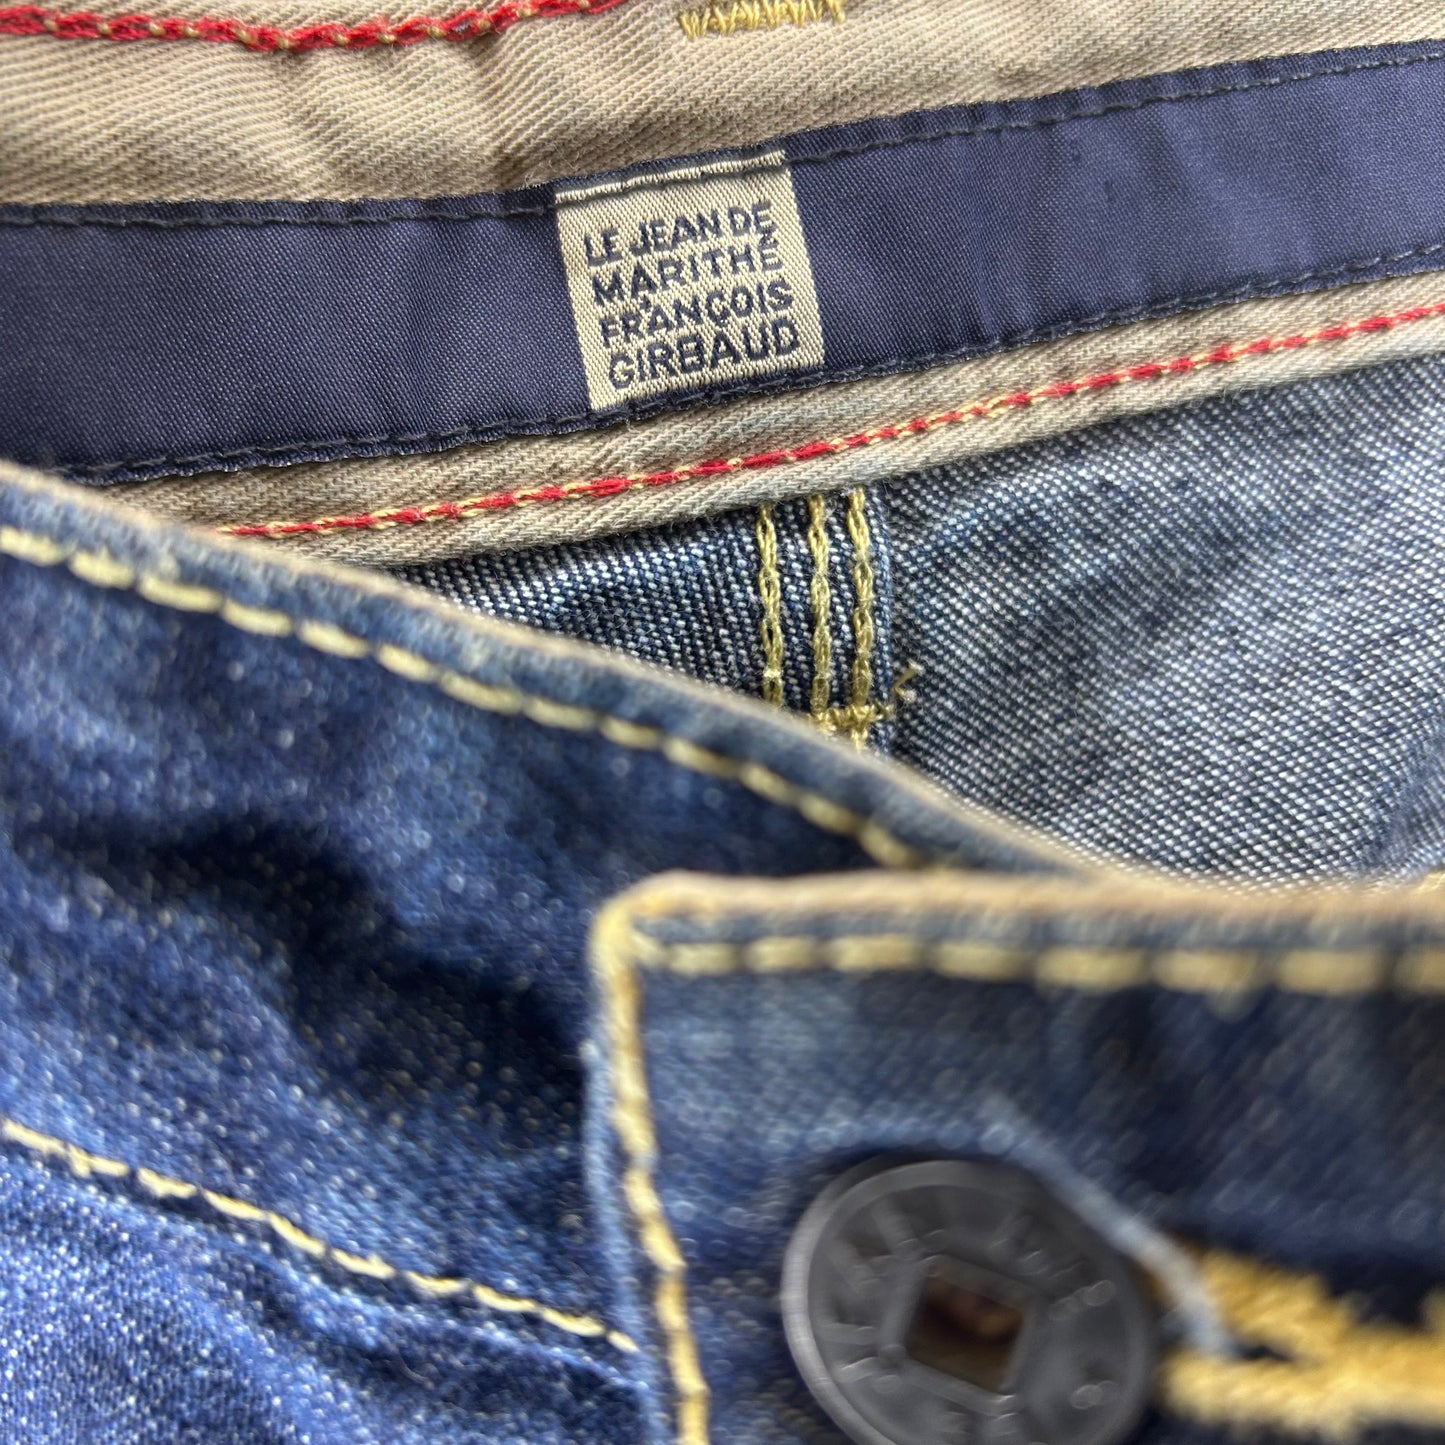 LE JEAN DE
MARITHÉ
&
FRANÇOIS
GIRBAUD